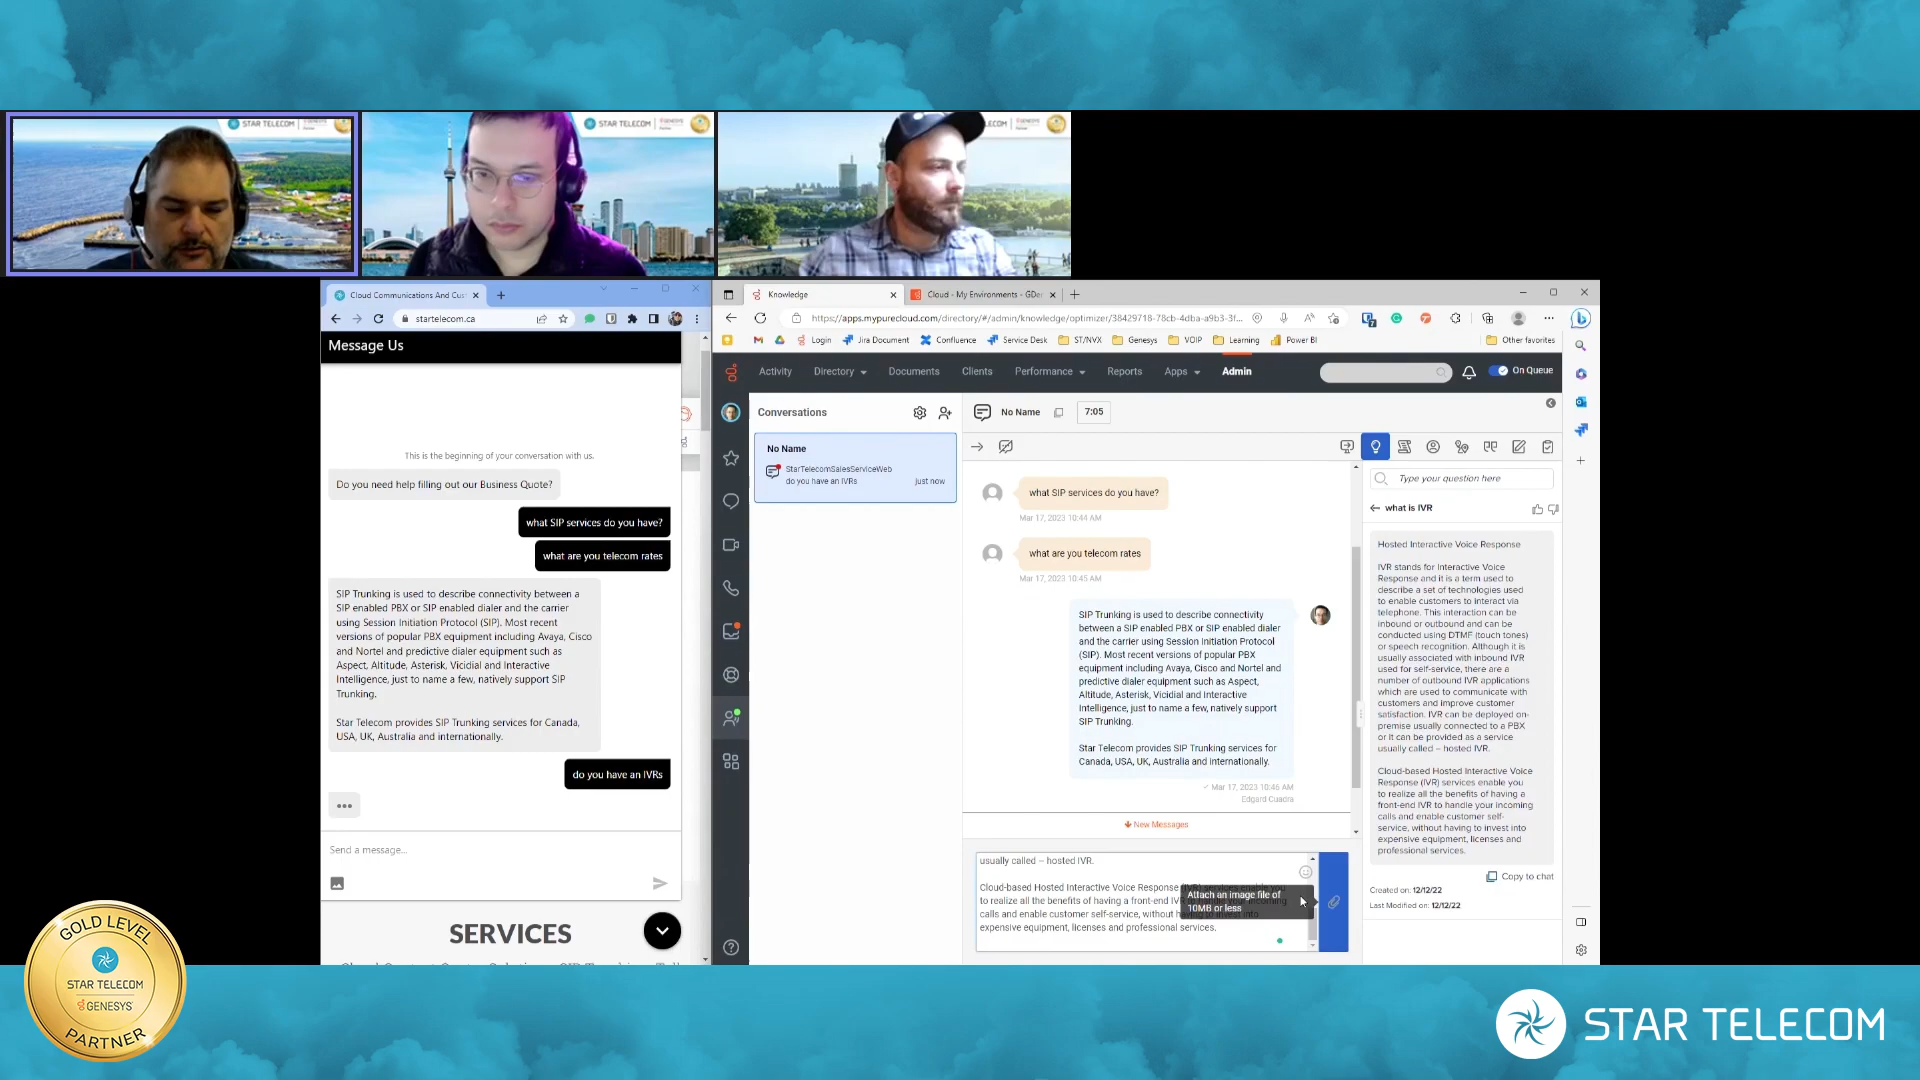 STAR TELECOM
STAR TELECOM
Cloud Communications And Cus
startelecom.ca
Message Us
This is the beginning of your conversation with us.
Do you need help filling out our Business Quote?
what SIP services do you have?
what are you telecom rates
SIP Trunking is used to describe connectivity between a
SIP enabled PBX or SIP enabled dialer and the carrier
using Session Initiation Protocol (SIP). Most recent
versions of popular PBX equipment including Avaya, Cisco
and Nortel and predictive dialer equipment such as
Aspect, Altitude, Asterisk, Vicidial and Interactive
Intelligence, just to name a few, natively support SIP
Trunking.
Star Telecom provides SIP Trunking services for Canada,
USA, UK, Australia and internationally.
do you have an IVRs
Send a message...
SERVICES
Knowledge
Cloud - My Environments - GDe
https://apps.mypurecloud.com/directory/#/admin/knowledge/optimizer/38429718-78cb-4dba-a9b3-3f...
Login
Jira Document
Confluence
Service Desk
ST/NVX
Genesys
VOIP
Learning
Power BI
Other favorites
Activity
Directory
Documents
Clients
Performance
Reports
Apps
Admin
On Queue
Conversations
No Name
7:05
No Name
StarTelecomSalesServiceWeb
do you have an IVRs
just now
what SIP services do you have?
Mar 17, 2023 10:44 AM
what are you telecom rates
Mar 17, 2023 10:45 AM
SIP Trunking is used to describe connectivity
between a SIP enabled PBX or SIP enabled dialer
and the carrier using Session Initiation Protocol
(SIP). Most recent versions of popular PBX
equipment including Avaya, Cisco and Nortel and
predictive dialer equipment such as Aspect,
Altitude, Asterisk, Vicidial and Interactive
Intelligence, just to name a few, natively support
SIP Trunking.
Star Telecom provides SIP Trunking services for
Canada, USA, UK, Australia and internationally.
Mar 17, 2023 10:46 AM
Edgard Cuadra
New Messages
usually called – hosted IVR.
Cloud-based Hosted Interactive Voice Response (IVR) services enable you
to realize all the benefits of having a front-end IVR to handle your incoming
calls and enable customer self-service, without having to invest into
expensive equipment, licenses and professional services.
Attach an image file of
10MB or less
Type your question here
what is IVR
Hosted Interactive Voice Response
IVR stands for Interactive Voice
Response and it is a term used to
describe a set of technologies used
to enable customers to interact via
telephone. This interaction can be
inbound or outbound and can be
conducted using DTMF (touch tones)
or speech recognition. Although it is
usually associated with inbound IVR
used for self-service, there are a
number of outbound IVR applications
which are used to communicate with
customers and improve customer
satisfaction. IVR can be deployed on-
premise usually connected to a PBX
or it can be provided as a service
usually called – hosted IVR.
Cloud-based Hosted Interactive Voice
Response (IVR) services enable you
to realize all the benefits of having a
front-end IVR to handle your incoming
calls and enable customer self-
service, without having to invest into
expensive equipment, licenses and
professional services.
Copy to chat
Created on: 12/12/22
Last Modified on: 12/12/22
GOLD LEVEL
STAR TELECOM
GENESYS
PARTNER
STAR TELECOM